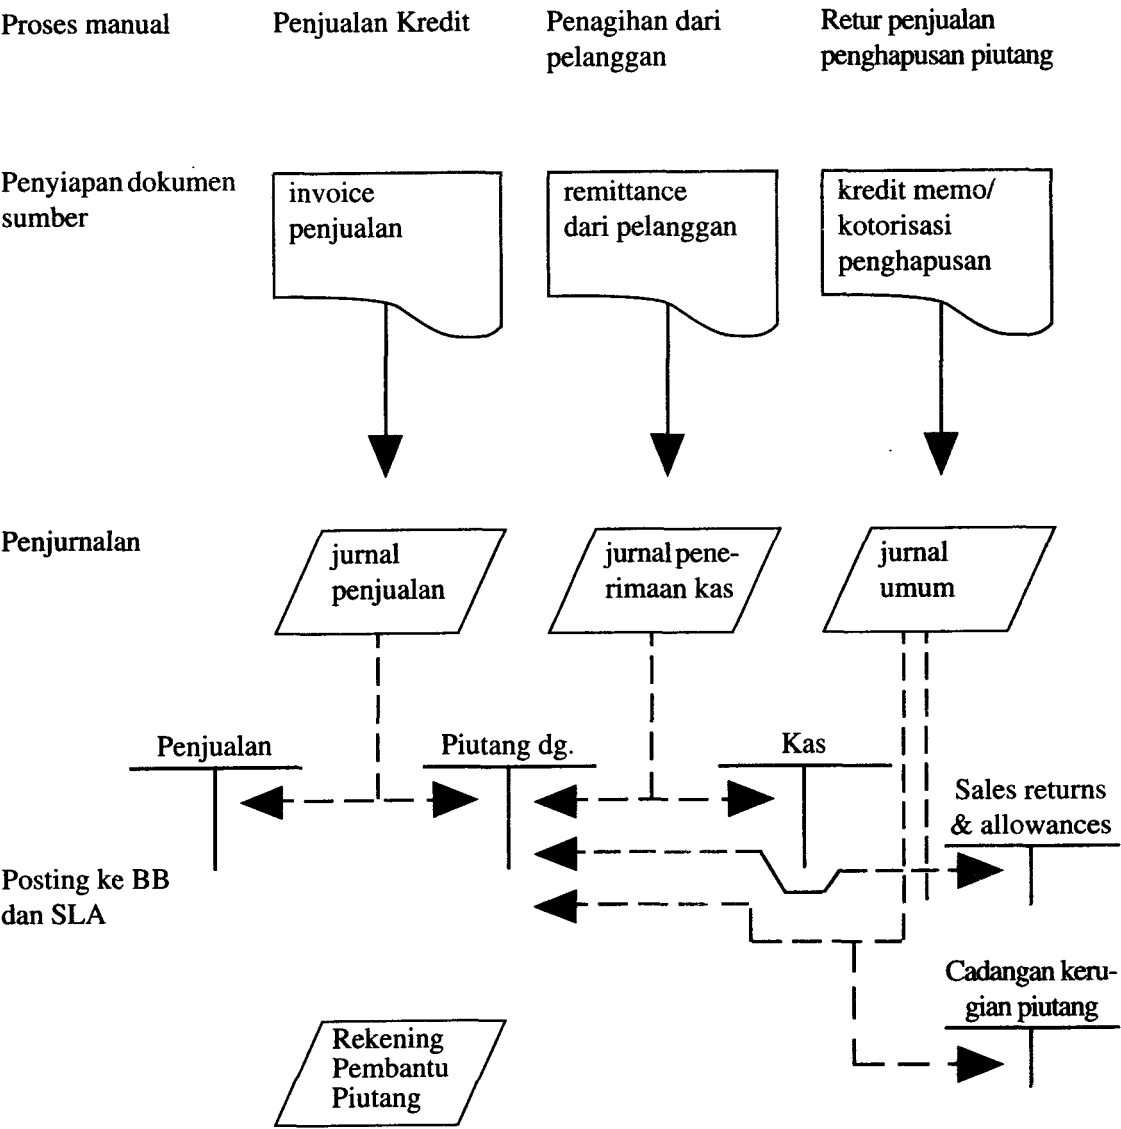 Proses manual
Penjualan Kredit
Penagihan dari
pelanggan
Retur penjualan
penghapusan piutang
Penyiapan dokumen
sumber
invoice
penjualan
remittance
dari pelanggan
kredit memo/
kotorisasi
penghapusan
Penjurnalan
jurnal
penjualan
jurnal pene-
rimaan kas
jurnal
umum
Penjualan
Piutang dg.
Kas
Sales returns
& allowances
Posting ke BB
dan SLA
Cadangan keru-
gian piutang
Rekening
Pembantu
Piutang